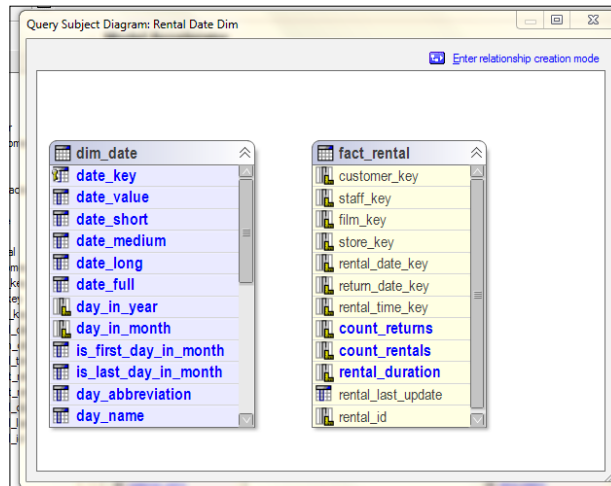 Query Subject Diagram: Rental Date Dim
Enter relationship creation mode
dim_date
date_key
date_value
date_short
date_medium
date_long
date_full
day_in_year
day_in_month
is_first_day_in_month
is_last_day_in_month
day_abbreviation
day_name
fact_rental
customer_key
staff_key
film_key
store_key
rental_date_key
return_date_key
rental_time_key
count_returns
count_rentals
rental_duration
rental_last_update
rental_id